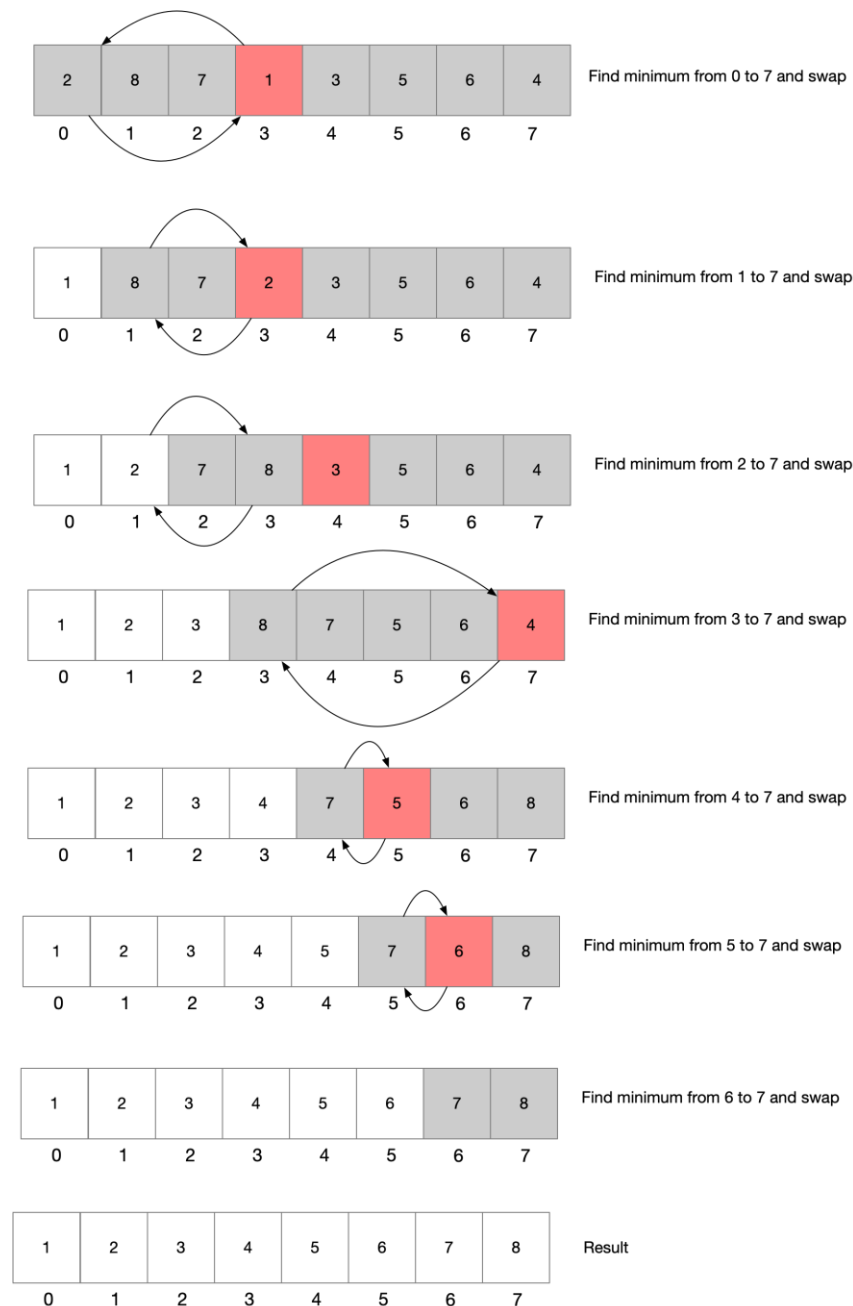 2 8 7 1 3 5 6 4 Find minimum from 0 to 7 and swap
0 1 2 3 4 5 6 7
1 8 7 2 3 5 6 4 Find minimum from 1 to 7 and swap
0 1 2 3 4 5 6 7
1 2 7 8 3 5 6 4 Find minimum from 2 to 7 and swap
0 1 2 3 4 5 6 7
1 2 3 8 7 5 6 4 Find minimum from 3 to 7 and swap
0 1 2 3 4 5 6 7
1 2 3 4 7 5 6 8 Find minimum from 4 to 7 and swap
0 1 2 3 4 5 6 7
1 2 3 4 5 7 6 8 Find minimum from 5 to 7 and swap
0 1 2 3 4 5 6 7
1 2 3 4 5 6 7 8 Find minimum from 6 to 7 and swap
0 1 2 3 4 5 6 7
1 2 3 4 5 6 7 8 Result
0 1 2 3 4 5 6 7